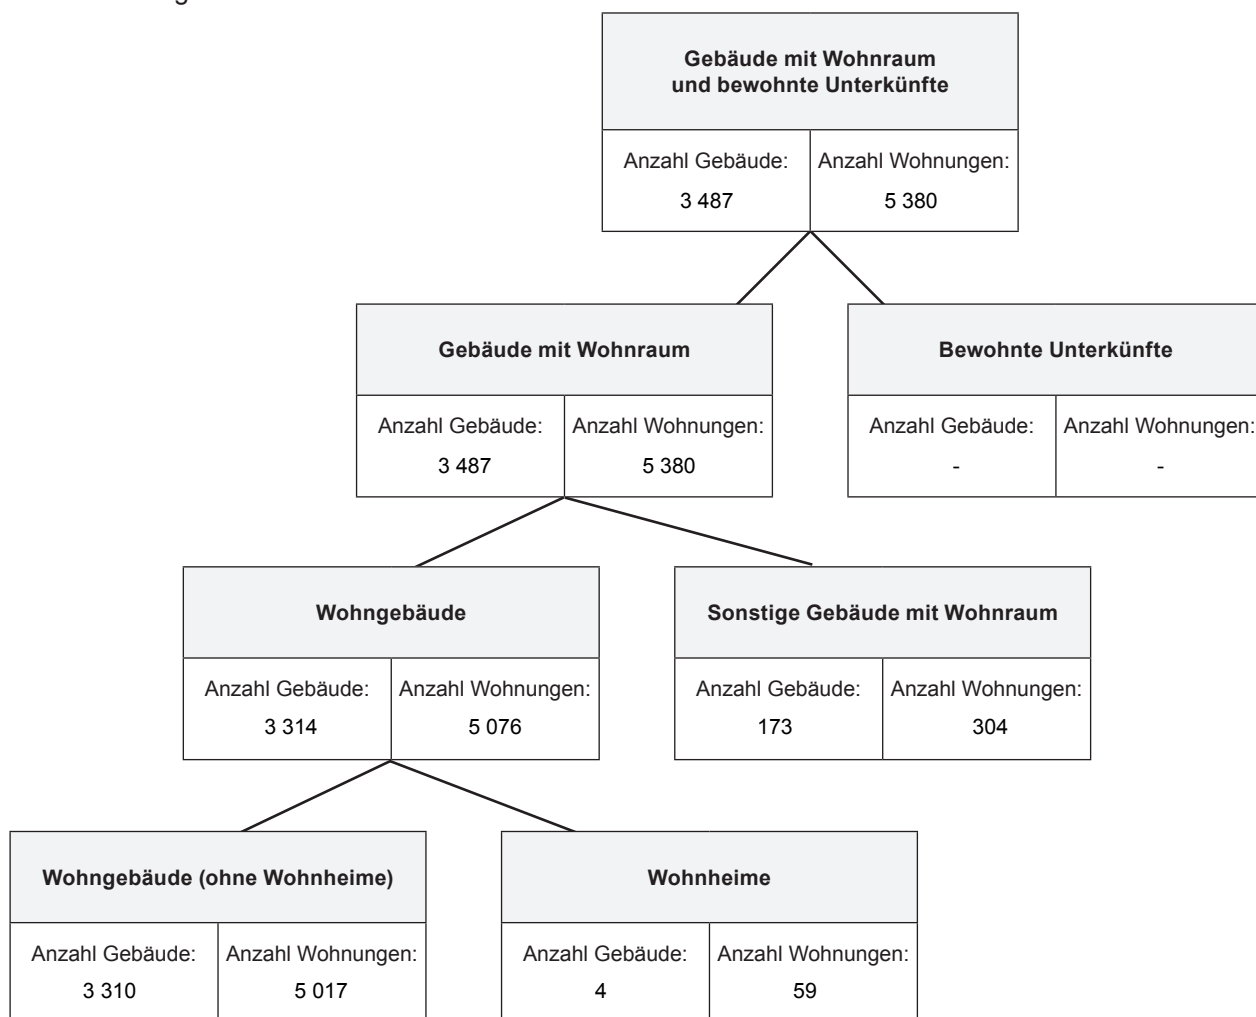 Gebäude mit Wohnraum
und bewohnte Unterkünfte
Anzahl Gebäude: Anzahl Wohnungen:
3 487 5 380
Gebäude mit Wohnraum Bewohnte Unterkünfte
Anzahl Gebäude: Anzahl Wohnungen: Anzahl Gebäude: Anzahl Wohnungen:
3 487 5 380 - -
Wohngebäude Sonstige Gebäude mit Wohnraum
Anzahl Gebäude: Anzahl Wohnungen: Anzahl Gebäude: Anzahl Wohnungen:
3 314 5 076 173 304
Wohngebäude (ohne Wohnheime) Wohnheime
Anzahl Gebäude: Anzahl Wohnungen: Anzahl Gebäude: Anzahl Wohnungen:
3 310 5 017 4 59